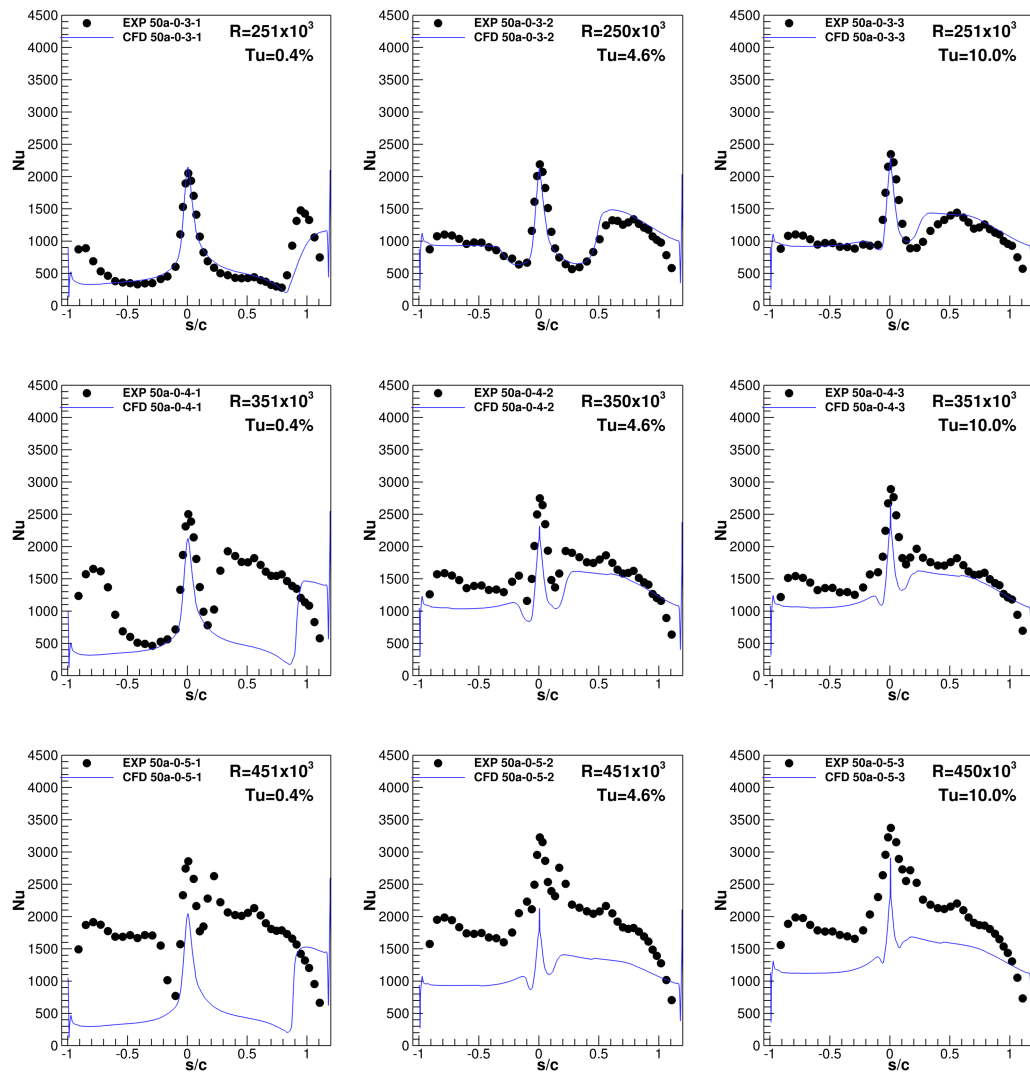 EXP 50a-0-3-1
CFD 50a-0-3-1
R=251x10³
Tu=0.4%
4500
4000
3500
3000
2500
2000
1500
1000
500
0
Nu
-1 -0.5 0 0.5 1
s/c
EXP 50a-0-3-2
CFD 50a-0-3-2
R=250x10³
Tu=4.6%
4500
4000
3500
3000
2500
2000
1500
1000
500
0
Nu
-1 -0.5 0 0.5 1
s/c
EXP 50a-0-3-3
CFD 50a-0-3-3
R=251x10³
Tu=10.0%
4500
4000
3500
3000
2500
2000
1500
1000
500
0
Nu
-1 -0.5 0 0.5 1
s/c
EXP 50a-0-4-1
CFD 50a-0-4-1
R=351x10³
Tu=0.4%
4500
4000
3500
3000
2500
2000
1500
1000
500
0
Nu
-1 -0.5 0 0.5 1
s/c
EXP 50a-0-4-2
CFD 50a-0-4-2
R=350x10³
Tu=4.6%
4500
4000
3500
3000
2500
2000
1500
1000
500
0
Nu
-1 -0.5 0 0.5 1
s/c
EXP 50a-0-4-3
CFD 50a-0-4-3
R=351x10³
Tu=10.0%
4500
4000
3500
3000
2500
2000
1500
1000
500
0
Nu
-1 -0.5 0 0.5 1
s/c
EXP 50a-0-5-1
CFD 50a-0-5-1
R=451x10³
Tu=0.4%
4500
4000
3500
3000
2500
2000
1500
1000
500
0
Nu
-1 -0.5 0 0.5 1
s/c
EXP 50a-0-5-2
CFD 50a-0-5-2
R=451x10³
Tu=4.6%
4500
4000
3500
3000
2500
2000
1500
1000
500
0
Nu
-1 -0.5 0 0.5 1
s/c
EXP 50a-0-5-3
CFD 50a-0-5-3
R=450x10³
Tu=10.0%
4500
4000
3500
3000
2500
2000
1500
1000
500
0
Nu
-1 -0.5 0 0.5 1
s/c